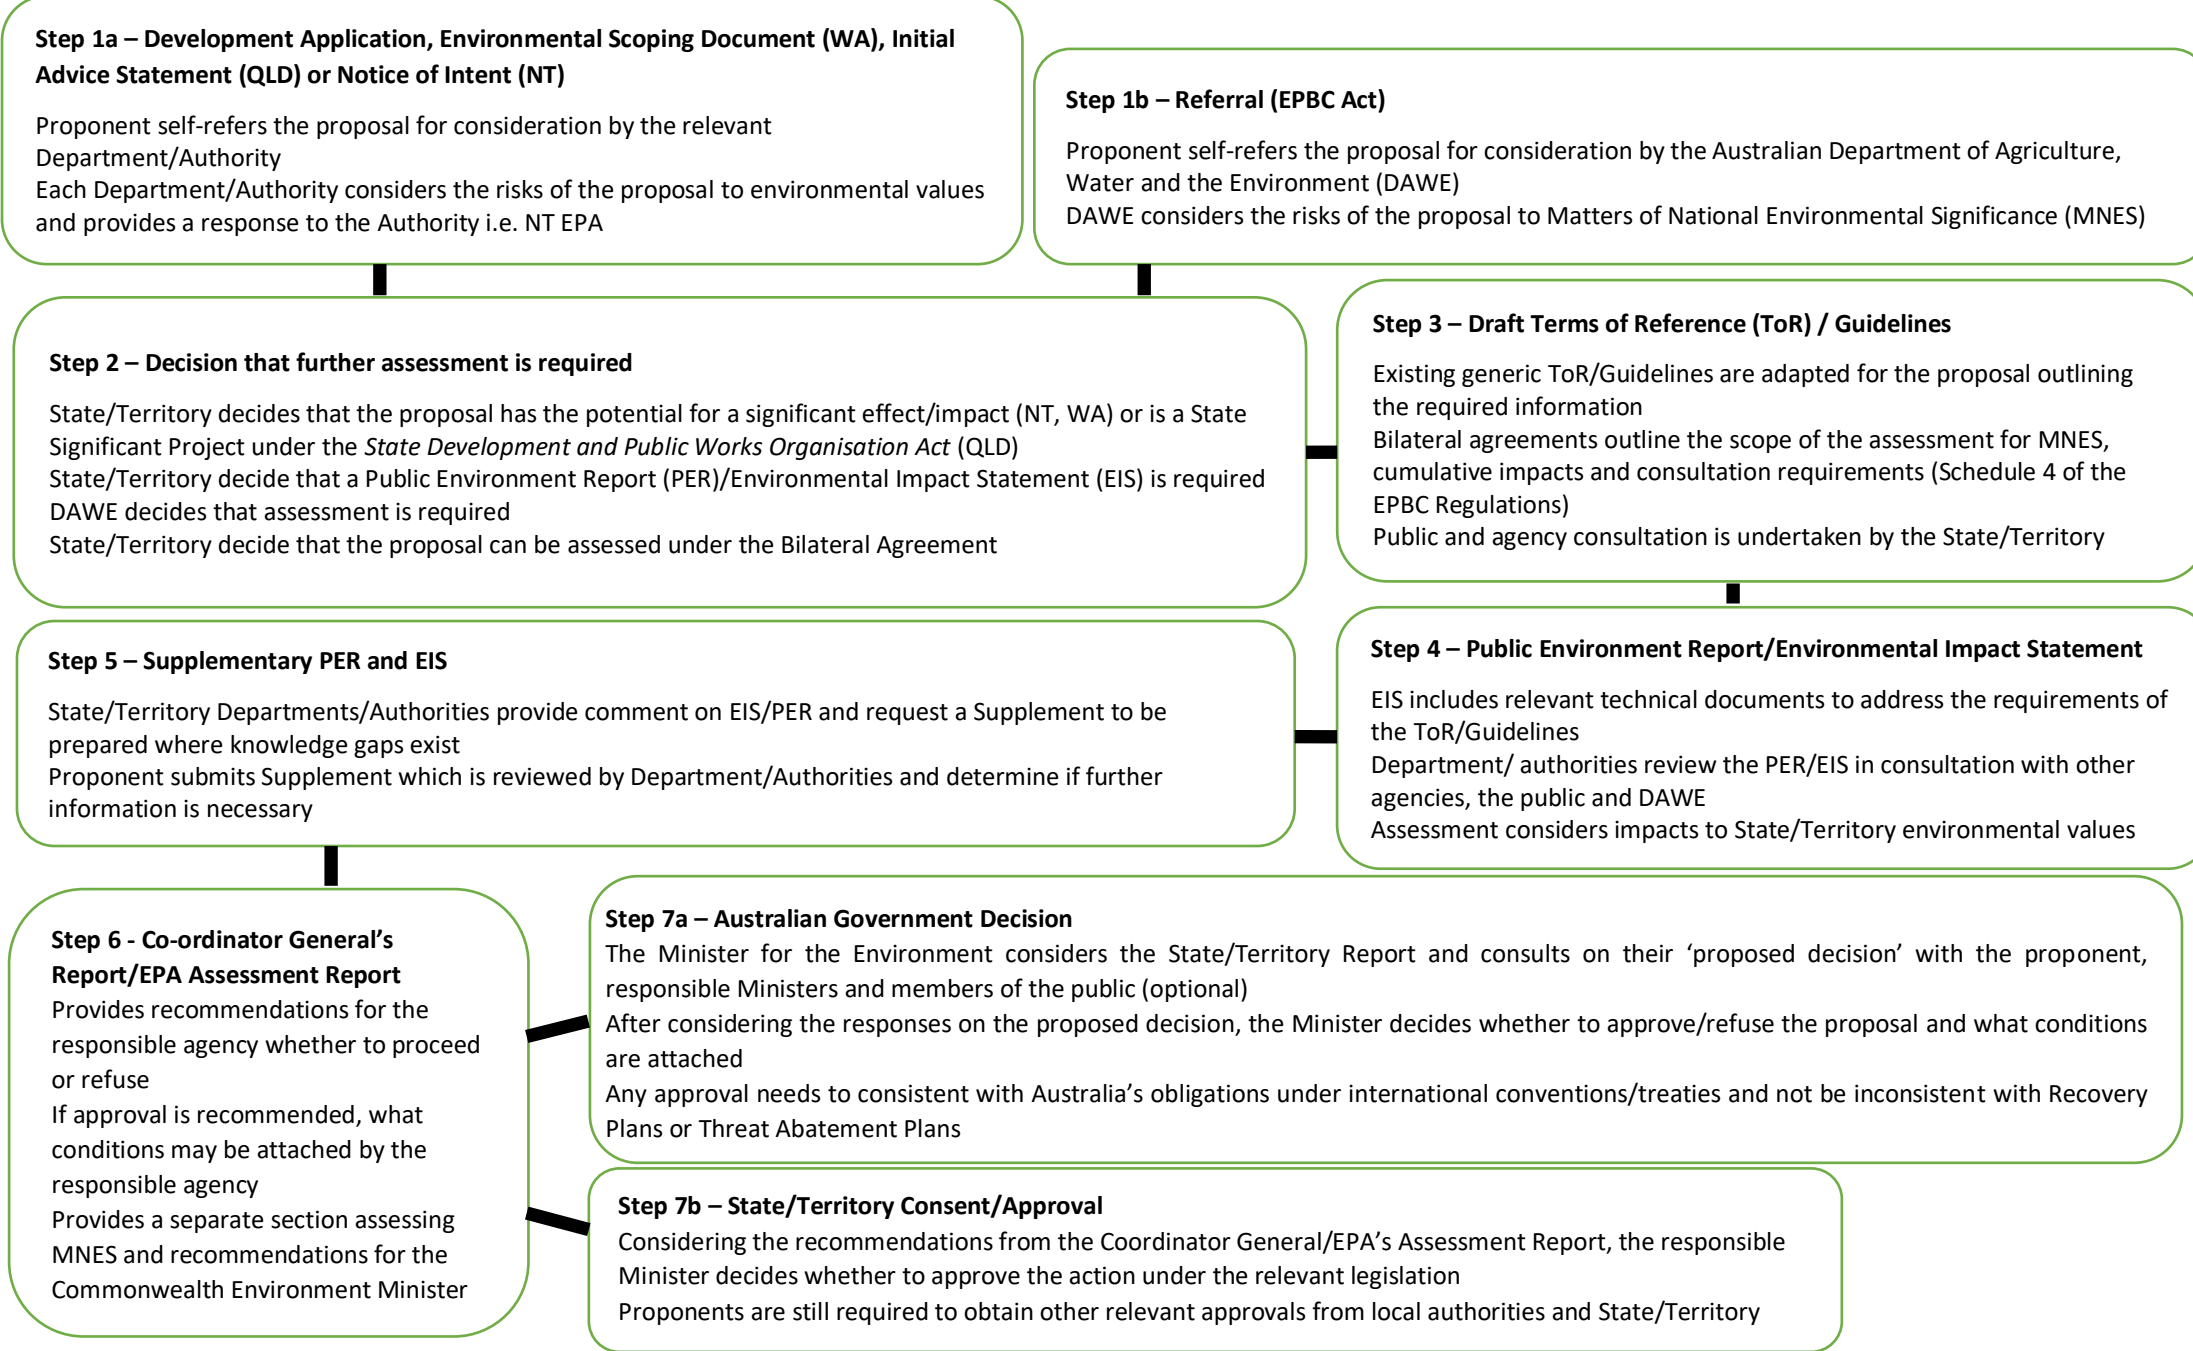 Step 1a – Development Application, Environmental Scoping Document (WA), Initial
Advice Statement (QLD) or Notice of Intent (NT)
Proponent self-refers the proposal for consideration by the relevant
Department/Authority
Each Department/Authority considers the risks of the proposal to environmental values
and provides a response to the Authority i.e. NT EPA
Step 1b – Referral (EPBC Act)
Proponent self-refers the proposal for consideration by the Australian Department of Agriculture,
Water and the Environment (DAWE)
DAWE considers the risks of the proposal to Matters of National Environmental Significance (MNES)
Step 2 – Decision that further assessment is required
State/Territory decides that the proposal has the potential for a significant effect/impact (NT, WA) or is a State
Significant Project under the State Development and Public Works Organisation Act (QLD)
State/Territory decide that a Public Environment Report (PER)/Environmental Impact Statement (EIS) is required
DAWE decides that assessment is required
State/Territory decide that the proposal can be assessed under the Bilateral Agreement
Step 3 – Draft Terms of Reference (ToR) / Guidelines
Existing generic ToR/Guidelines are adapted for the proposal outlining
the required information
Bilateral agreements outline the scope of the assessment for MNES,
cumulative impacts and consultation requirements (Schedule 4 of the
EPBC Regulations)
Public and agency consultation is undertaken by the State/Territory
Step 4 – Public Environment Report/Environmental Impact Statement
EIS includes relevant technical documents to address the requirements of
the ToR/Guidelines
Department/ authorities review the PER/EIS in consultation with other
agencies, the public and DAWE
Assessment considers impacts to State/Territory environmental values
Step 5 – Supplementary PER and EIS
State/Territory Departments/Authorities provide comment on EIS/PER and request a Supplement to be
prepared where knowledge gaps exist
Proponent submits Supplement which is reviewed by Department/Authorities and determine if further
information is necessary
Step 6 - Co-ordinator General’s
Report/EPA Assessment Report
Provides recommendations for the
responsible agency whether to proceed
or refuse
If approval is recommended, what
conditions may be attached by the
responsible agency
Provides a separate section assessing
MNES and recommendations for the
Commonwealth Environment Minister
Step 7a – Australian Government Decision
The Minister for the Environment considers the State/Territory Report and consults on their ‘proposed decision’ with the proponent,
responsible Ministers and members of the public (optional)
After considering the responses on the proposed decision, the Minister decides whether to approve/refuse the proposal and what conditions
are attached
Any approval needs to consistent with Australia’s obligations under international conventions/treaties and not be inconsistent with Recovery
Plans or Threat Abatement Plans
Step 7b – State/Territory Consent/Approval
Considering the recommendations from the Coordinator General/EPA’s Assessment Report, the responsible
Minister decides whether to approve the action under the relevant legislation
Proponents are still required to obtain other relevant approvals from local authorities and State/Territory